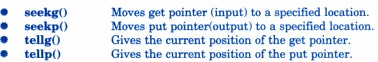 seekg() Moves get pointer (input) to a specified location.
seekp() Moves put pointer(output) to a specified location.
tellg() Gives the current position of the get pointer.
tellp() Gives the current position of the put pointer.